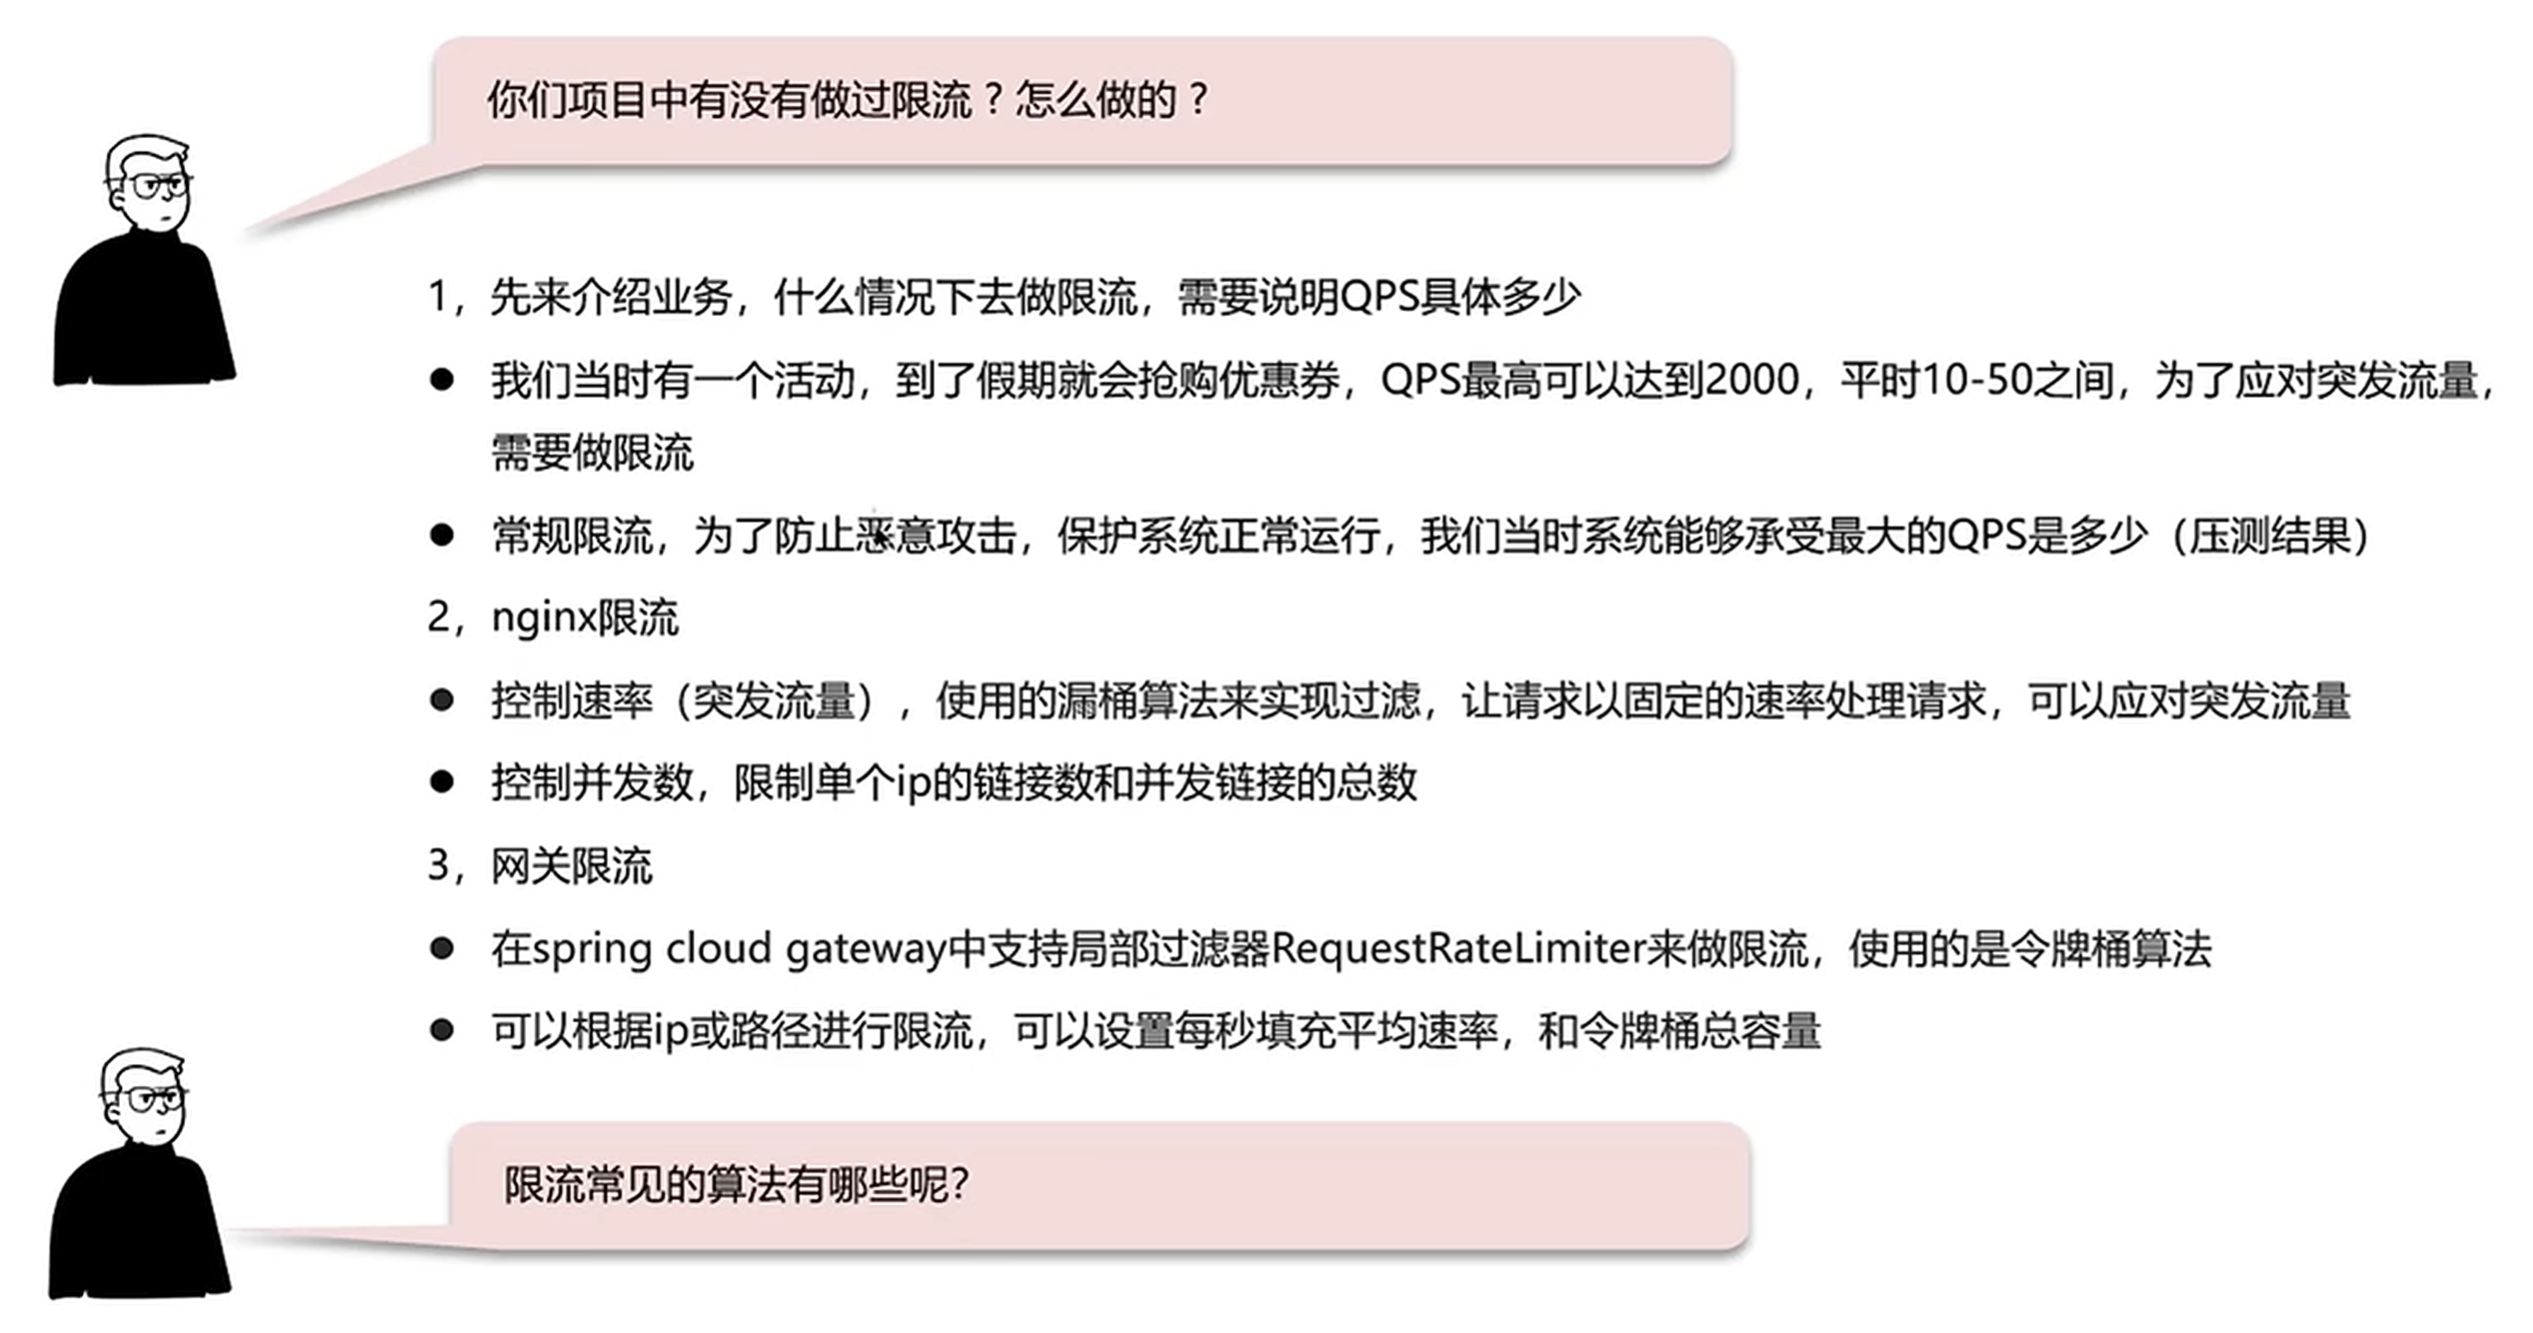 你们项目中有没有做过限流？怎么做的？
1，先来介绍业务，什么情况下去做限流，需要说明QPS具体多少
● 我们当时有一个活动，到了假期就会抢购优惠券，QPS最高可以达到2000，平时10-50之间，为了应对突发流量，
需要做限流
● 常规限流，为了防止恶意攻击，保护系统正常运行，我们当时系统能够承受最大的QPS是多少（压测结果）
2，nginx限流
● 控制速率（突发流量），使用的漏桶算法来实现过滤，让请求以固定的速率处理请求，可以应对突发流量
● 控制并发数，限制单个ip的链接数和并发链接的总数
3，网关限流
● 在spring cloud gateway中支持局部过滤器RequestRateLimiter来做限流，使用的是令牌桶算法
● 可以根据ip或路径进行限流，可以设置每秒填充平均速率，和令牌桶总容量
限流常见的算法有哪些呢?